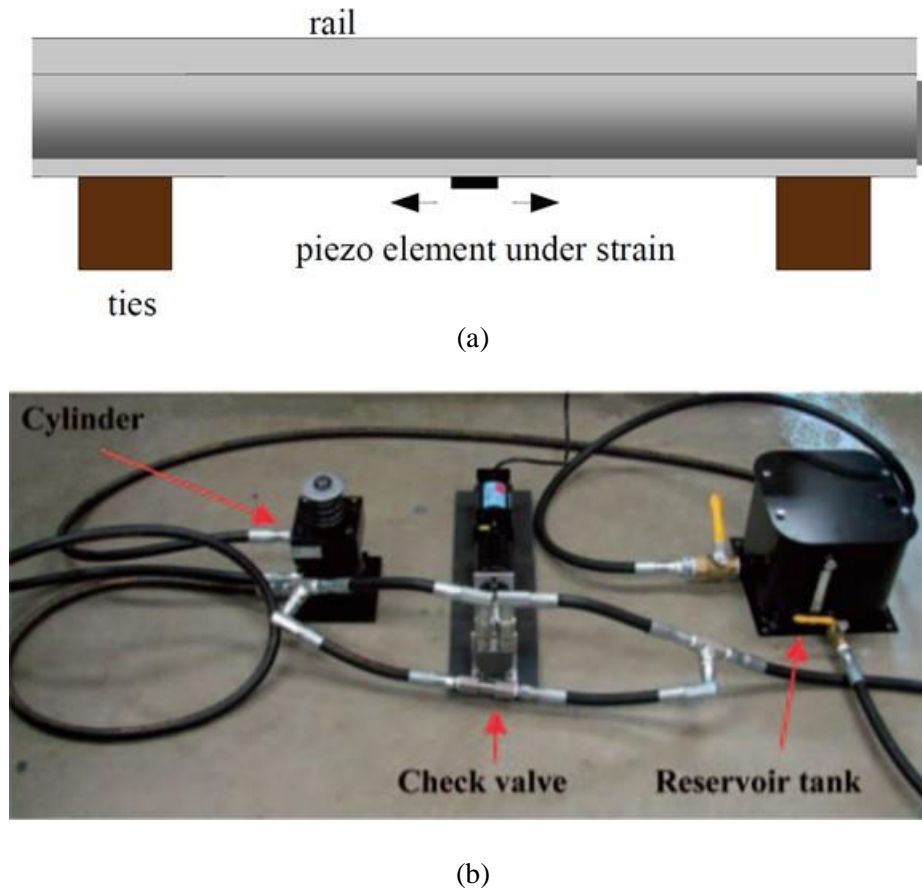 rail
piezo element under strain
ties
(a)
Cylinder
Check valve
Reservoir tank
(b)